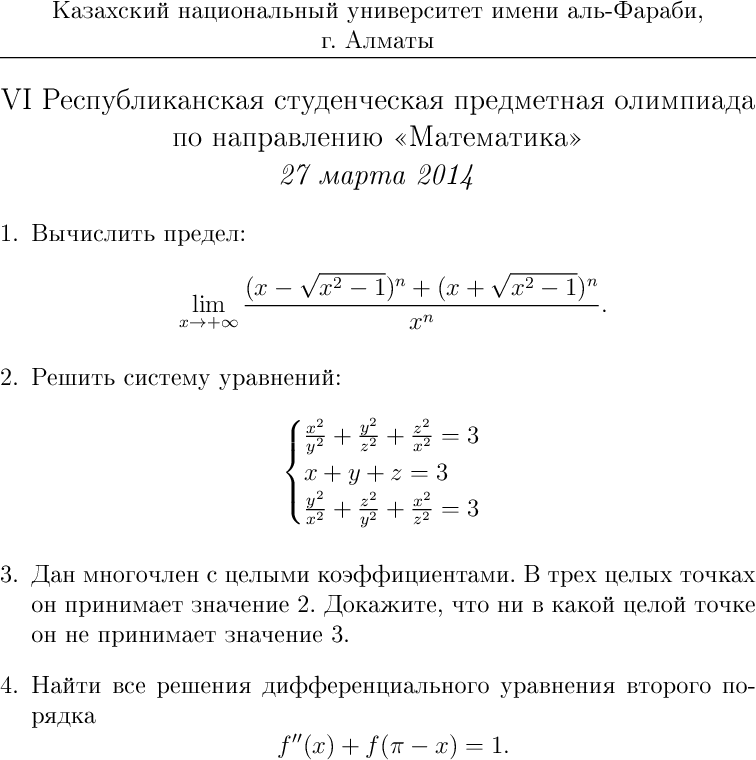 Казахский национальный университет имени аль-Фараби,
г. Алматы
VI Республиканская студенческая предметная олимпиада
по направлению «Математика»
27 марта 2014
1. Вычислить предел:
$$\lim_{x \to +\infty} \frac{(x - \sqrt{x^2 - 1})^n + (x + \sqrt{x^2 - 1})^n}{x^n}.$$
2. Решить систему уравнений:
$$\begin{cases} \frac{x^2}{y^2} + \frac{y^2}{z^2} + \frac{z^2}{x^2} = 3 \\ x + y + z = 3 \\ \frac{y^2}{x^2} + \frac{z^2}{y^2} + \frac{x^2}{z^2} = 3 \end{cases}$$
3. Дан многочлен с целыми коэффициентами. В трех целых точках
он принимает значение 2. Докажите, что ни в какой целой точке
он не принимает значение 3.
4. Найти все решения дифференциального уравнения второго по-
рядка
$$f''(x) + f(\pi - x) = 1.$$